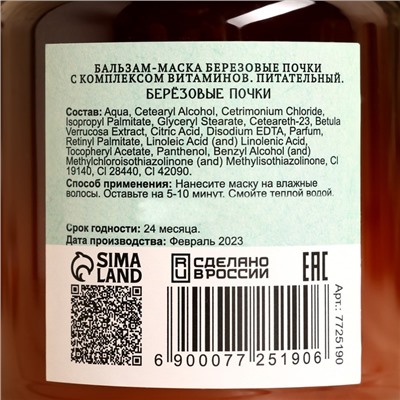 БАЛЬЗАМ-МАСКА БЕРЕЗОВЫЕ ПОЧКИ
С КОМПЛЕКСОМ ВИТАМИНОВ. ПИТАТЕЛЬНЫЙ.
БЕРЁЗОВЫЕ ПОЧКИ
Состав: Aqua, Cetearyl Alcohol, Cetrimonium Chloride,
Isopropyl Palmitate, Glyceryl Stearate, Ceteareth-23, Betula
Verrucosa Extract, Citric Acid, Disodium EDTA, Parfum,
Retinyl Palmitate, Linoleic Acid (and) Linolenic Acid,
Tocopheryl Acetate, Panthenol, Benzyl Alcohol (and)
Methylchloroisothiazolinone (and) Methylisothiazolinone, CI
19140, CI 28440, CI 42090.
Способ применения: Нанесите маску на влажные
волосы. Оставьте на 5-10 минут. Смойте теплой водой.
Срок годности: 24 месяца.
Дата производства: Февраль 2023
SIMA
LAND
СДЕЛАНО
В РОССИИ
EAC
Арт.: 7725190
6 900077 251906